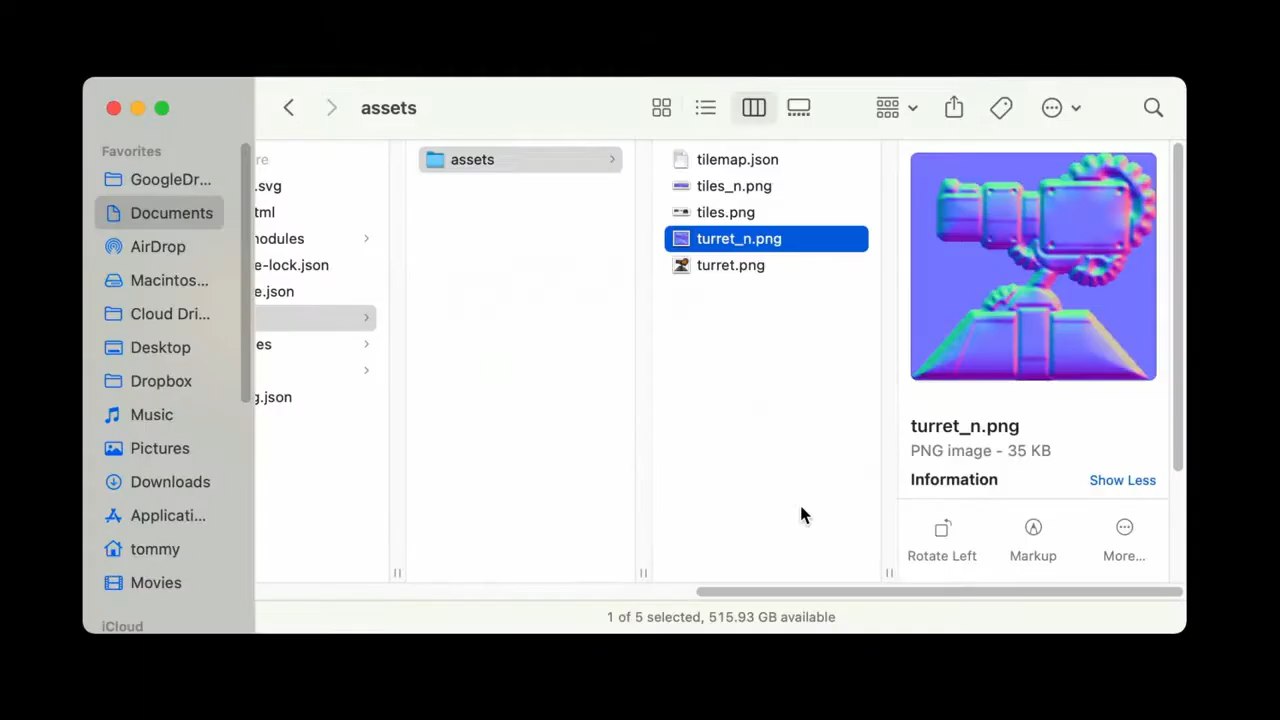 assets
Favorites
GoogleDr...
Documents
AirDrop
Macintos...
Cloud Dri...
Desktop
Dropbox
Music
Pictures
Downloads
Applicati...
tommy
Movies
iCloud
re
.svg
tml
nodules
e-lock.json
e.json
es
g.json
assets
tilemap.json
tiles_n.png
tiles.png
turret_n.png
turret.png
turret_n.png
PNG image - 35 KB
Information
Show Less
Rotate Left
Markup
More...
1 of 5 selected, 515.93 GB available